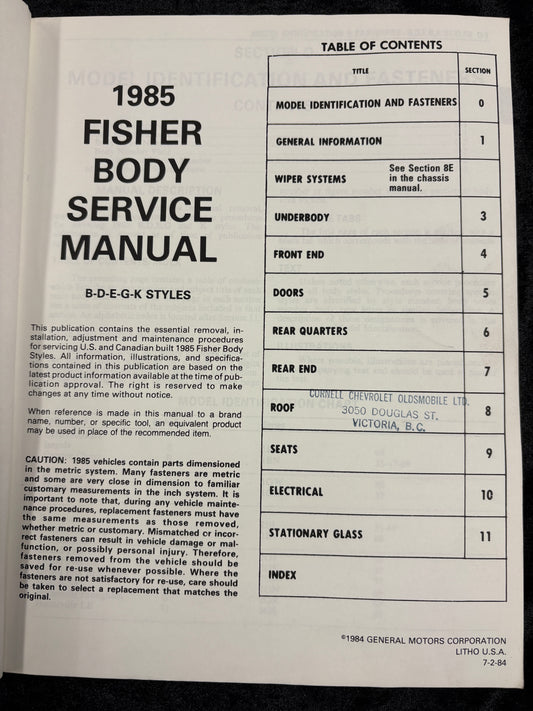 1985
FISHER
BODY
SERVICE
MANUAL
B-D-E-G-K STYLES
This publication contains the essential removal, in-
stallation, adjustment and maintenance procedures
for servicing U.S. and Canadian built 1985 Fisher Body
Styles. All information, illustrations, and specifica-
tions contained in this publication are based on the
latest product information available at the time of pub-
lication approval. The right is reserved to make
changes at any time without notice.
When reference is made in this manual to a brand
name, number, or specific tool, an equivalent product
may be used in place of the recommended item.
CAUTION: 1985 vehicles contain parts dimensioned
in the metric system. Many fasteners are metric
and some are very close in dimension to familiar
customary measurements in the inch system. It is
important to note that, during any vehicle mainte-
nance procedures, replacement fasteners must have
the same measurements as those removed,
whether metric or customary. Mismatched or incor-
rect fasteners can result in vehicle damage or mal-
function, or possibly personal injury. Therefore,
fasteners removed from the vehicle should be
saved for re-use whenever possible. Where the
fasteners are not satisfactory for re-use, care should
be taken to select a replacement that matches the
original.
TABLE OF CONTENTS
TITLE SECTION
MODEL IDENTIFICATION AND FASTENERS 0
GENERAL INFORMATION 1
WIPER SYSTEMS See Section 8E
in the chassis
manual.
UNDERBODY 3
FRONT END 4
DOORS 5
REAR QUARTERS 6
REAR END 7
ROOF 8
CORNELL CHEVROLET OLDSMOBILE LTD.
3050 DOUGLAS ST.
VICTORIA, B.C.
SEATS 9
ELECTRICAL 10
STATIONARY GLASS 11
INDEX
©1984 GENERAL MOTORS CORPORATION
LITHO U.S.A.
7-2-84